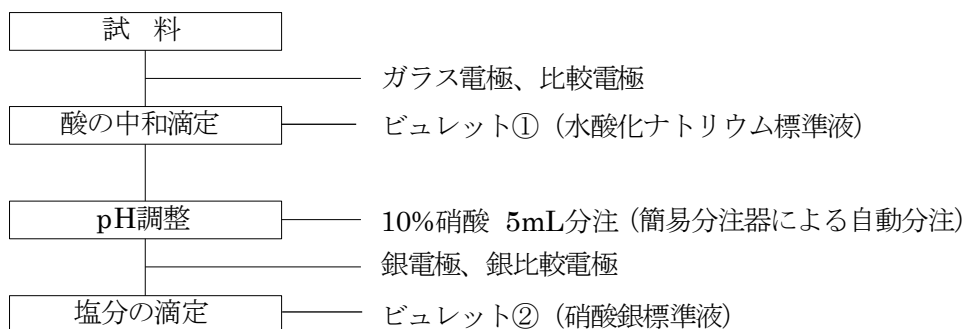 試 料
ガラス電極、比較電極
酸の中和滴定
ビュレット① (水酸化ナトリウム標準液)
pH調整
10%硝酸 5mL分注 (簡易分注器による自動分注)
銀電極、銀比較電極
塩分の滴定
ビュレット② (硝酸銀標準液)